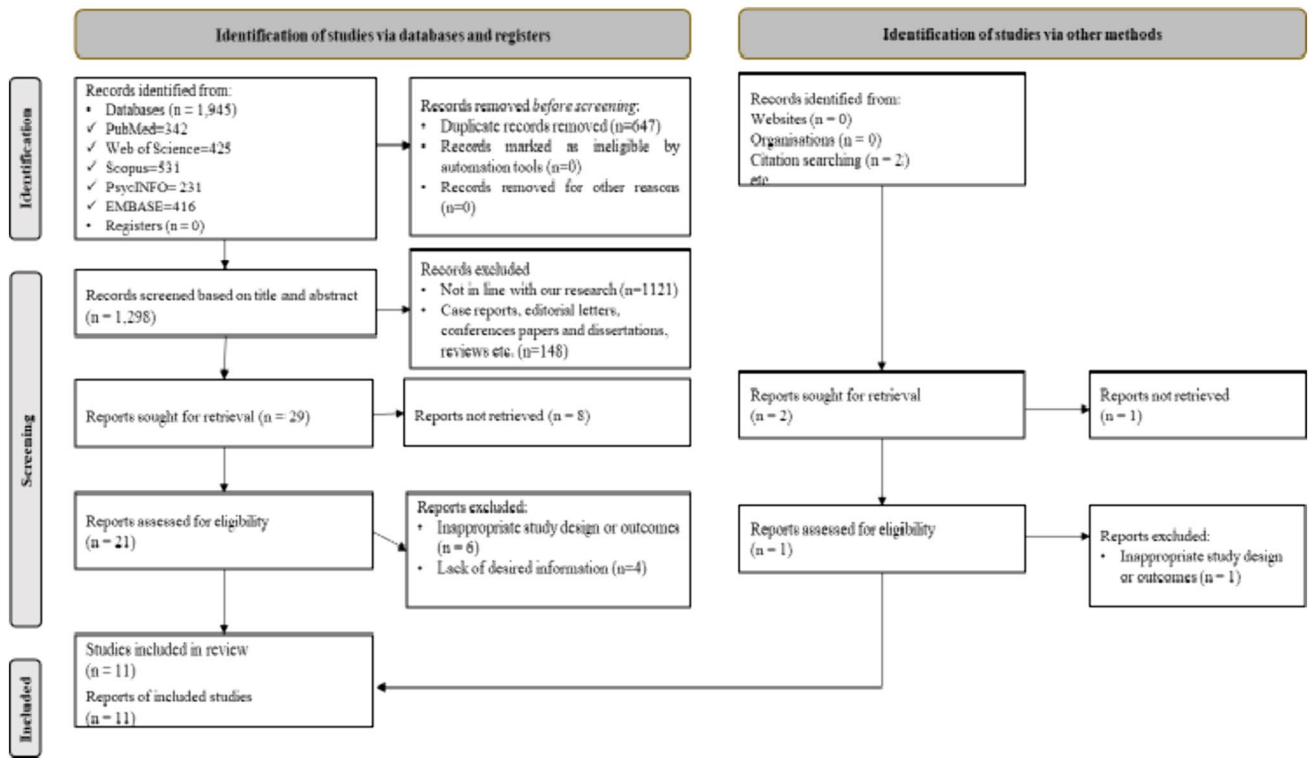 Identification of studies via databases and registers
Identification of studies via other methods
Identification
Records identified from:
• Databases (n = 1,945)
✓ PubMed=342
✓ Web of Science=425
✓ Scopus=531
✓ PsycINFO= 231
✓ EMBASE=416
• Registers (n = 0)
Records removed before screening:
• Duplicate records removed (n=647)
• Records marked as ineligible by
automation tools (n=0)
• Records removed for other reasons
(n=0)
Records identified from:
Websites (n = 0)
Organisations (n = 0)
Citation searching (n = 2)
etc
Screening
Records screened based on title and abstract
(n = 1,298)
Records excluded
• Not in line with our research (n=1121)
• Case reports, editorial letters,
conferences papers and dissertations,
reviews etc. (n=148)
Reports sought for retrieval (n = 29)
Reports not retrieved (n = 8)
Reports sought for retrieval
(n = 2)
Reports not retrieved
(n = 1)
Reports assessed for eligibility
(n = 21)
Reports excluded:
• Inappropriate study design or outcomes
(n = 6)
• Lack of desired information (n=4)
Reports assessed for eligibility
(n = 1)
Reports excluded:
• Inappropriate study design
or outcomes (n = 1)
Included
Studies included in review
(n = 11)
Reports of included studies
(n = 11)